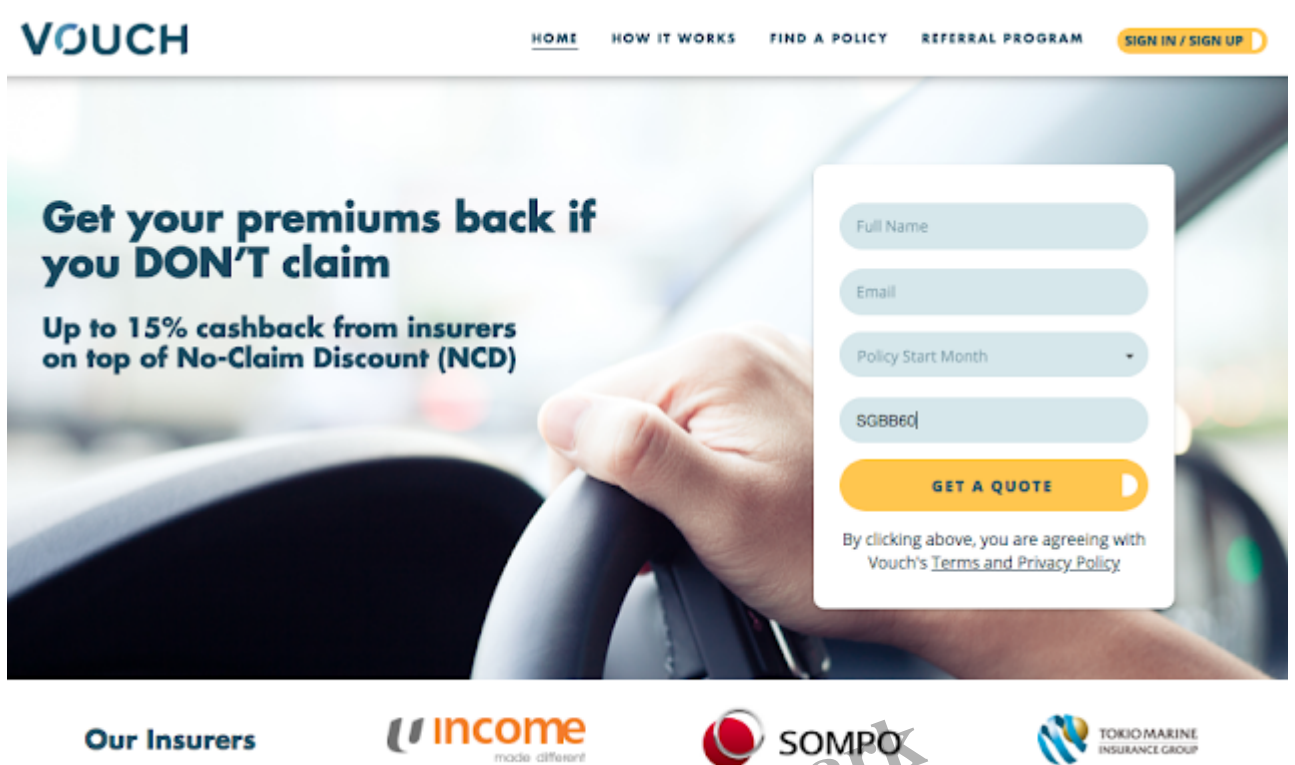 VOUCH
HOME
HOW IT WORKS
FIND A POLICY
REFERRAL PROGRAM
SIGN IN / SIGN UP
Get your premiums back if
you DON'T claim
Up to 15% cashback from insurers
on top of No-Claim Discount (NCD)
Full Name
Email
Policy Start Month
SGBB60
GET A QUOTE
By clicking above, you are agreeing with
Vouch's Terms and Privacy Policy
Our Insurers
income
made different
SOMPO
TOKIO MARINE
INSURANCE GROUP
ark